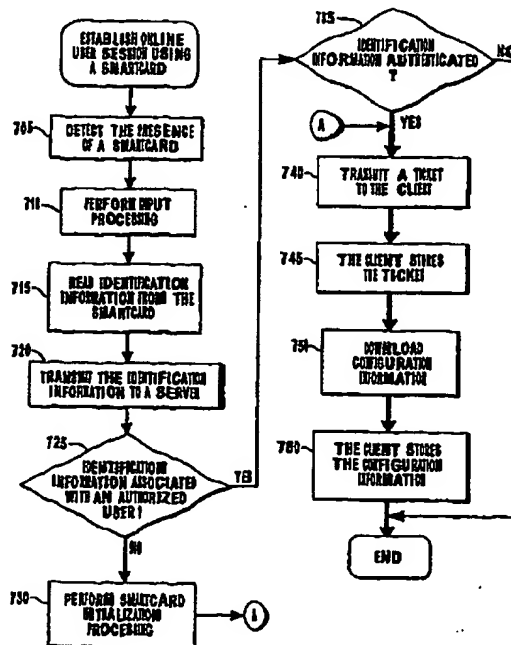 ESTABLISH ONLINE
USER SESSION USING
A SMARTCARD
705
DETECT THE PRESENCE
OF A SMARTCARD
710
PERFORM INPUT
PROCESSING
715
READ IDENTIFICATION
INFORMATION FROM THE
SMARTCARD
720
TRANSMIT THE IDENTIFICATION
INFORMATION TO A SERVER
725
IDENTIFICATION
INFORMATION ASSOCIATED
WITH AN AUTHORIZED
USER?
YES
NO
730
PERFORM SMARTCARD
INITIALIZATION
PROCESSING
A
735
IDENTIFICATION
INFORMATION AUTHENTICATED
?
NO
A
YES
740
TRANSMIT A TICKET
TO THE CLIENT
745
THE CLIENT STORES
THE TICKET
750
DOWNLOAD
CONFIGURATION
INFORMATION
760
THE CLIENT STORES
THE CONFIGURATION
INFORMATION
END